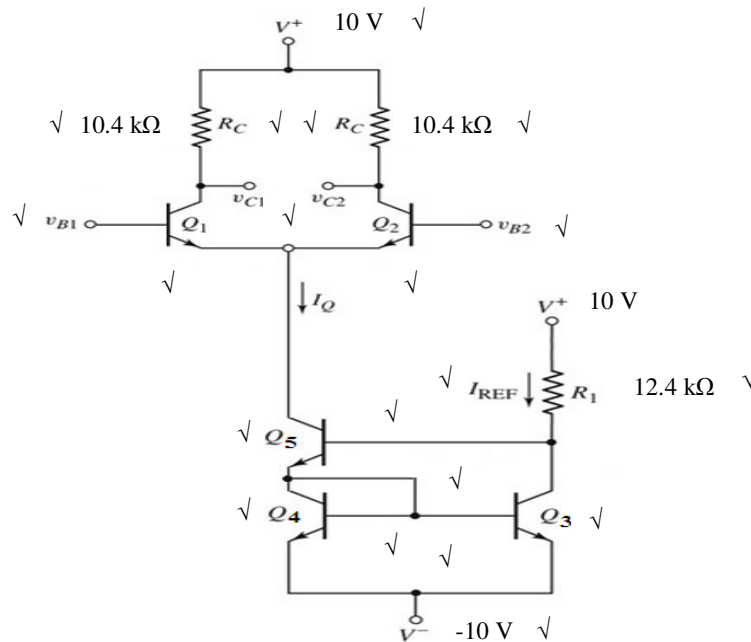 V⁺ 10 V √
√ 10.4 kΩ R_C √ √ R_C 10.4 kΩ √
v_C1 √ v_C2
√ v_B1 Q₁ Q₂ v_B2 √
√ √
I_Q V⁺ 10 V
√ I_REF R₁ 12.4 kΩ √
√
√ Q₅
√
√ Q₄ Q₃ √
√ √
V⁻ -10 V √